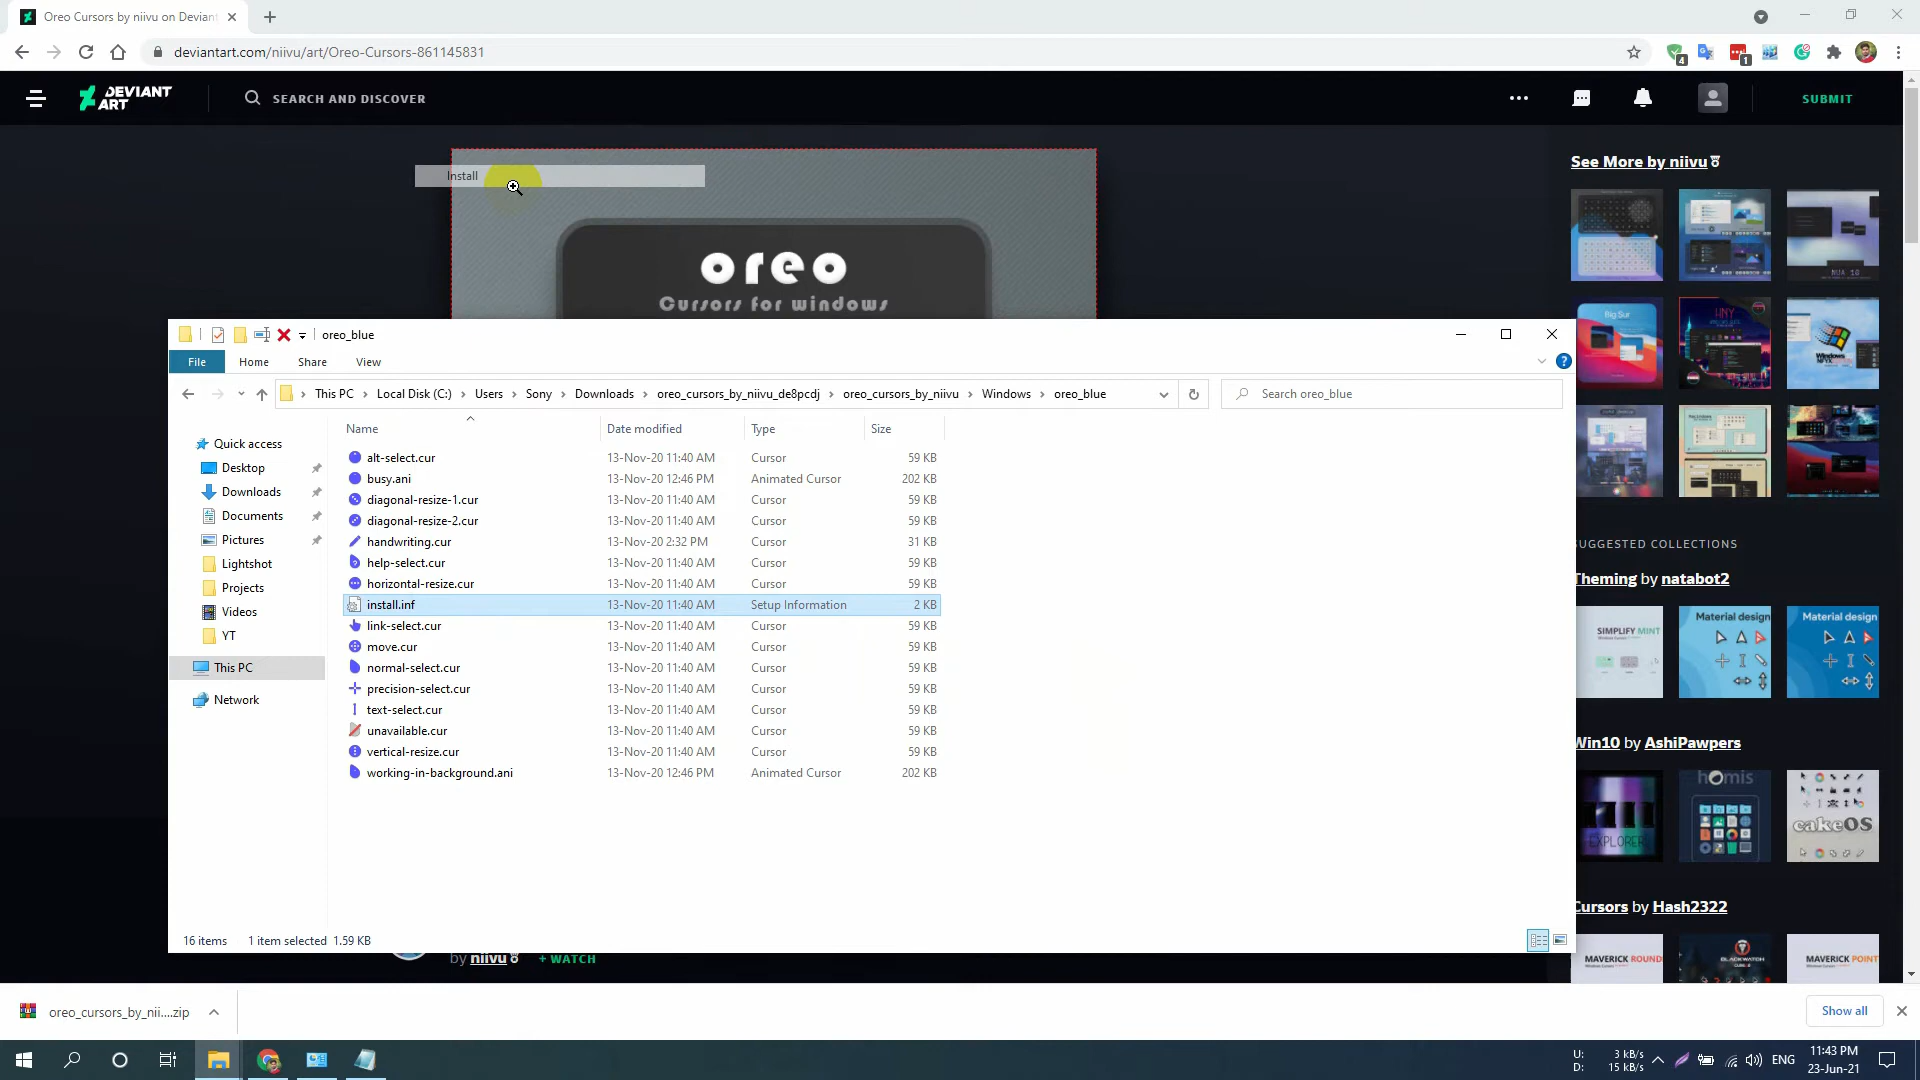 Oreo Cursors by niivu on Deviant
deviantart.com/niivu/art/Oreo-Cursors-861145831
4
1
DEVIANT
ART
SEARCH AND DISCOVER
SUBMIT
Install
oreo
Cursors for windows
See More by niivu
Big Sur
oreo_blue
File
Home
Share
View
This PC
Local Disk (C:)
Users
Sony
Downloads
oreo_cursors_by_niivu_de8pcdj
oreo_cursors_by_niivu
Windows
oreo_blue
Search oreo_blue
Name
Date modified
Type
Size
Quick access
Desktop
Downloads
Documents
Pictures
Lightshot
Projects
Videos
YT
This PC
Network
alt-select.cur 13-Nov-20 11:40 AM Cursor 59 KB
busy.ani 13-Nov-20 12:46 PM Animated Cursor 202 KB
diagonal-resize-1.cur 13-Nov-20 11:40 AM Cursor 59 KB
diagonal-resize-2.cur 13-Nov-20 11:40 AM Cursor 59 KB
handwriting.cur 13-Nov-20 2:32 PM Cursor 31 KB
help-select.cur 13-Nov-20 11:40 AM Cursor 59 KB
horizontal-resize.cur 13-Nov-20 11:40 AM Cursor 59 KB
install.inf 13-Nov-20 11:40 AM Setup Information 2 KB
link-select.cur 13-Nov-20 11:40 AM Cursor 59 KB
move.cur 13-Nov-20 11:40 AM Cursor 59 KB
normal-select.cur 13-Nov-20 11:40 AM Cursor 59 KB
precision-select.cur 13-Nov-20 11:40 AM Cursor 59 KB
text-select.cur 13-Nov-20 11:40 AM Cursor 59 KB
unavailable.cur 13-Nov-20 11:40 AM Cursor 59 KB
vertical-resize.cur 13-Nov-20 11:40 AM Cursor 59 KB
working-in-background.ani 13-Nov-20 12:46 PM Animated Cursor 202 KB
16 items
1 item selected 1.59 KB
SUGGESTED COLLECTIONS
Theming by natabot2
SIMPLIFY MINT
Material design
Material design
Win10 by AshiPawpers
EXPLORER
homis
cakeOS
Cursors by Hash2322
MAVERICK ROUND
BLACKWATCH
MAVERICK POINT
by niivu
+ WATCH
oreo_cursors_by_nii....zip
Show all
U: 3 kB/s
D: 15 kB/s
ENG
11:43 PM
23-Jun-21